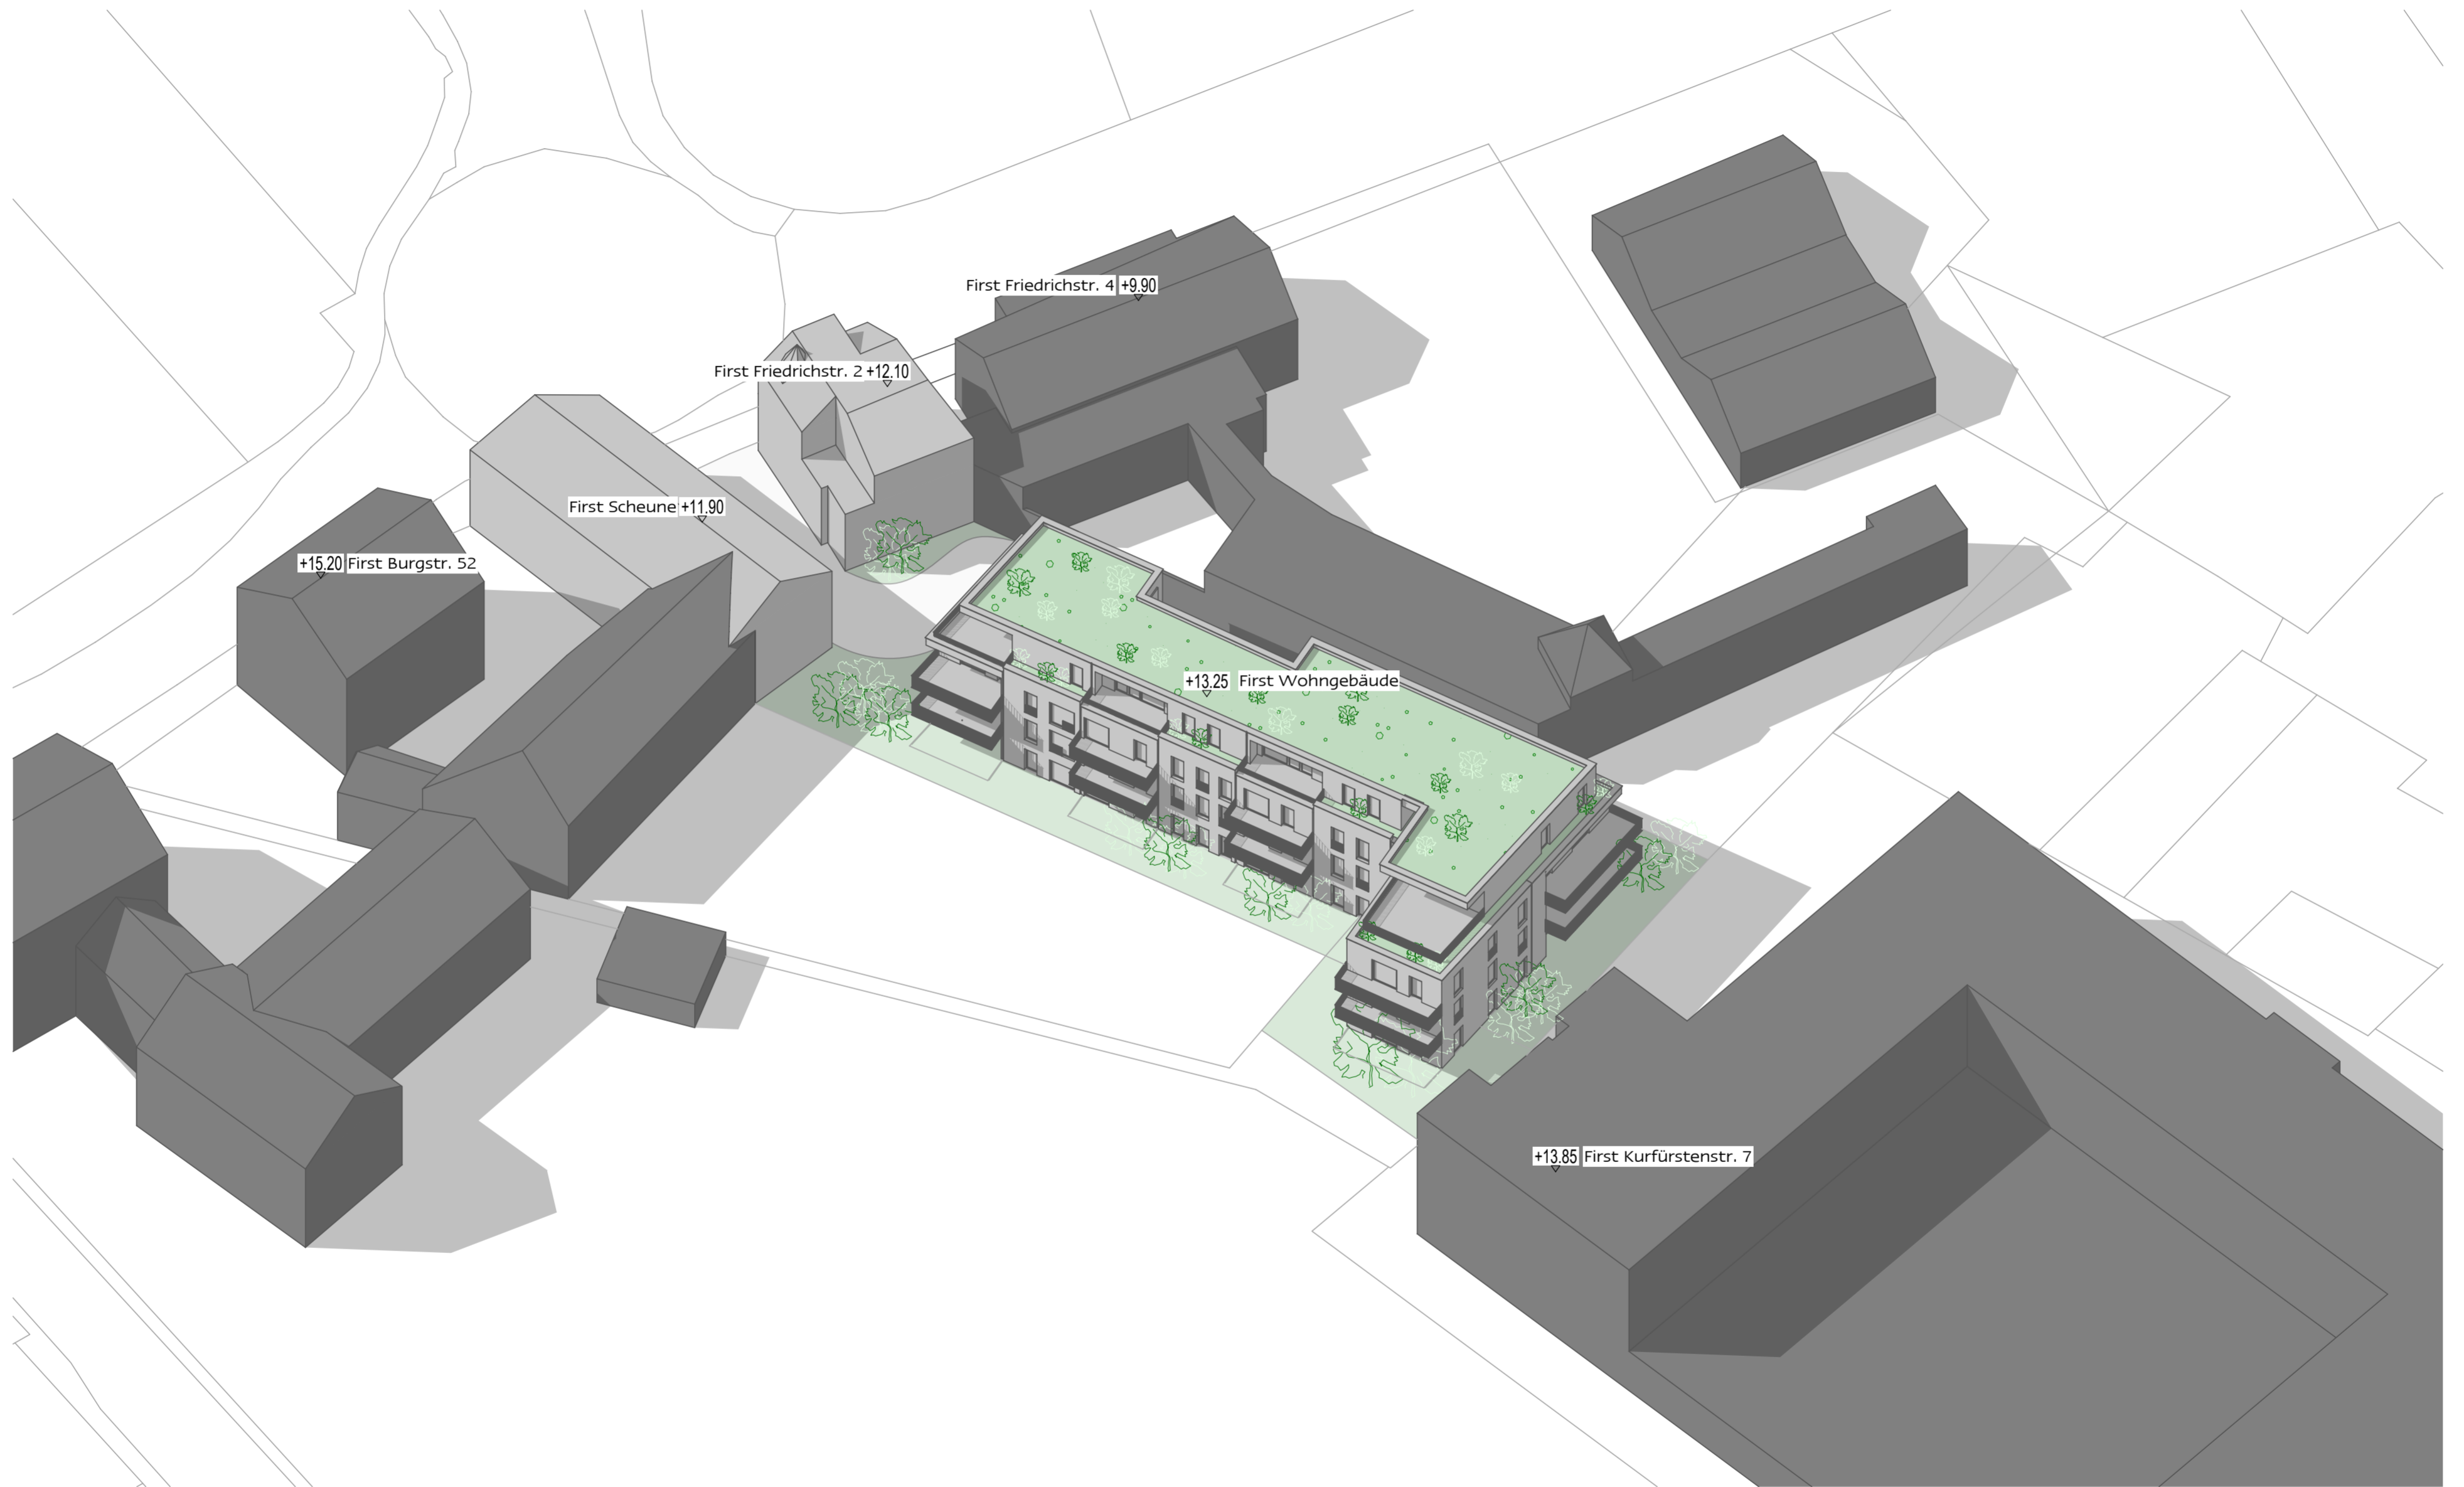 First Friedrichstr. 4 +9.90
First Friedrichstr. 2 +12.10
First Scheune +11.90
+15.20 First Burgstr. 52
+13.25 First Wohngebäude
+13.85 First Kurfürstenstr. 7